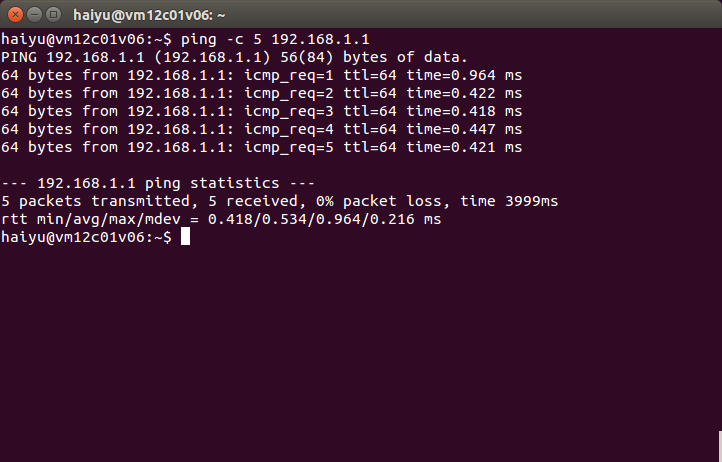 haiyu@vm12c01v06: ~
haiyu@vm12c01v06:~$ ping -c 5 192.168.1.1
PING 192.168.1.1 (192.168.1.1) 56(84) bytes of data.
64 bytes from 192.168.1.1: icmp_req=1 ttl=64 time=0.964 ms
64 bytes from 192.168.1.1: icmp_req=2 ttl=64 time=0.422 ms
64 bytes from 192.168.1.1: icmp_req=3 ttl=64 time=0.418 ms
64 bytes from 192.168.1.1: icmp_req=4 ttl=64 time=0.447 ms
64 bytes from 192.168.1.1: icmp_req=5 ttl=64 time=0.421 ms

--- 192.168.1.1 ping statistics ---
5 packets transmitted, 5 received, 0% packet loss, time 3999ms
rtt min/avg/max/mdev = 0.418/0.534/0.964/0.216 ms
haiyu@vm12c01v06:~$